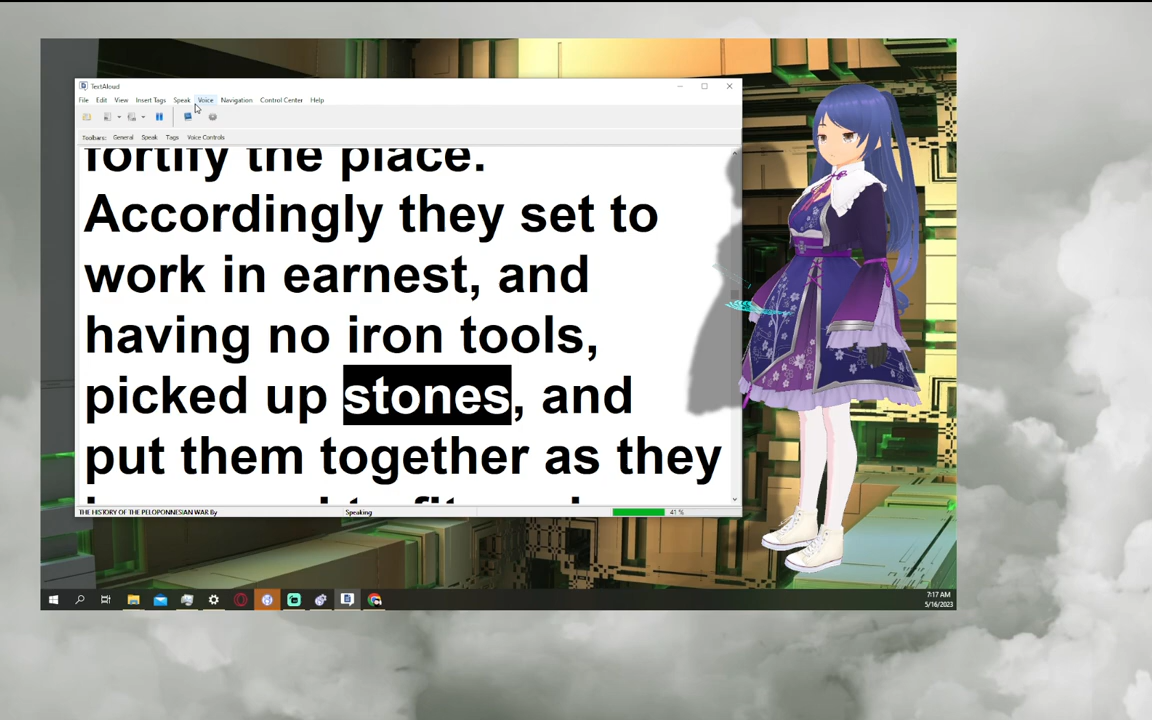 TextAloud
File Edit View Insert Tags Speak Voice Navigation Control Center Help
Toolbars: General Speak Tags Voice Controls
fortify the place.
Accordingly they set to
work in earnest, and
having no iron tools,
picked up stones, and
put them together as they
THE HISTORY OF THE PELOPONNESIAN WAR By Speaking 41 %
7:17 AM
5/16/2023